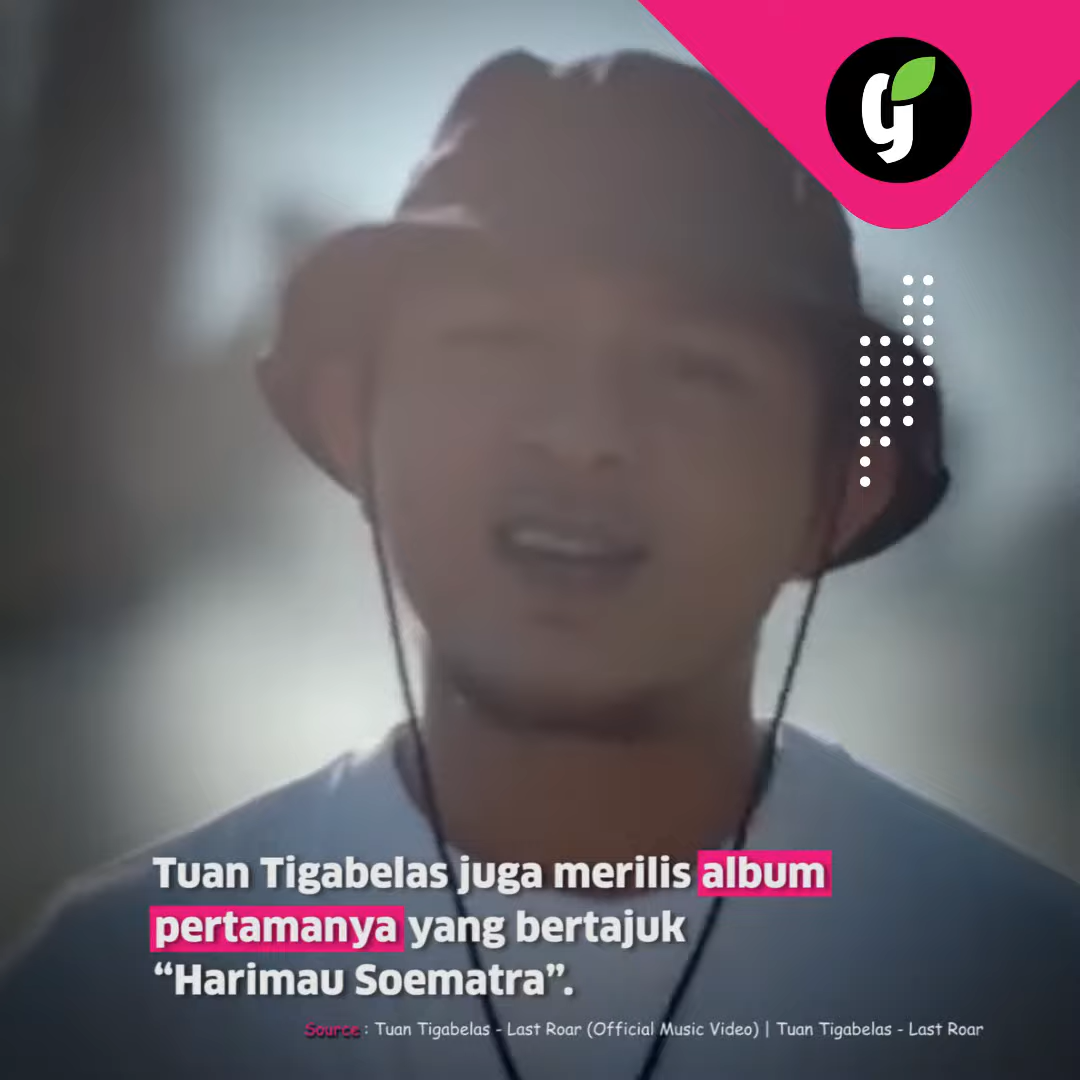 Tuan Tigabelas juga merilis album
pertamanya yang bertajuk
“Harimau Soematra”.
Source : Tuan Tigabelas - Last Roar (Official Music Video) | Tuan Tigabelas - Last Roar